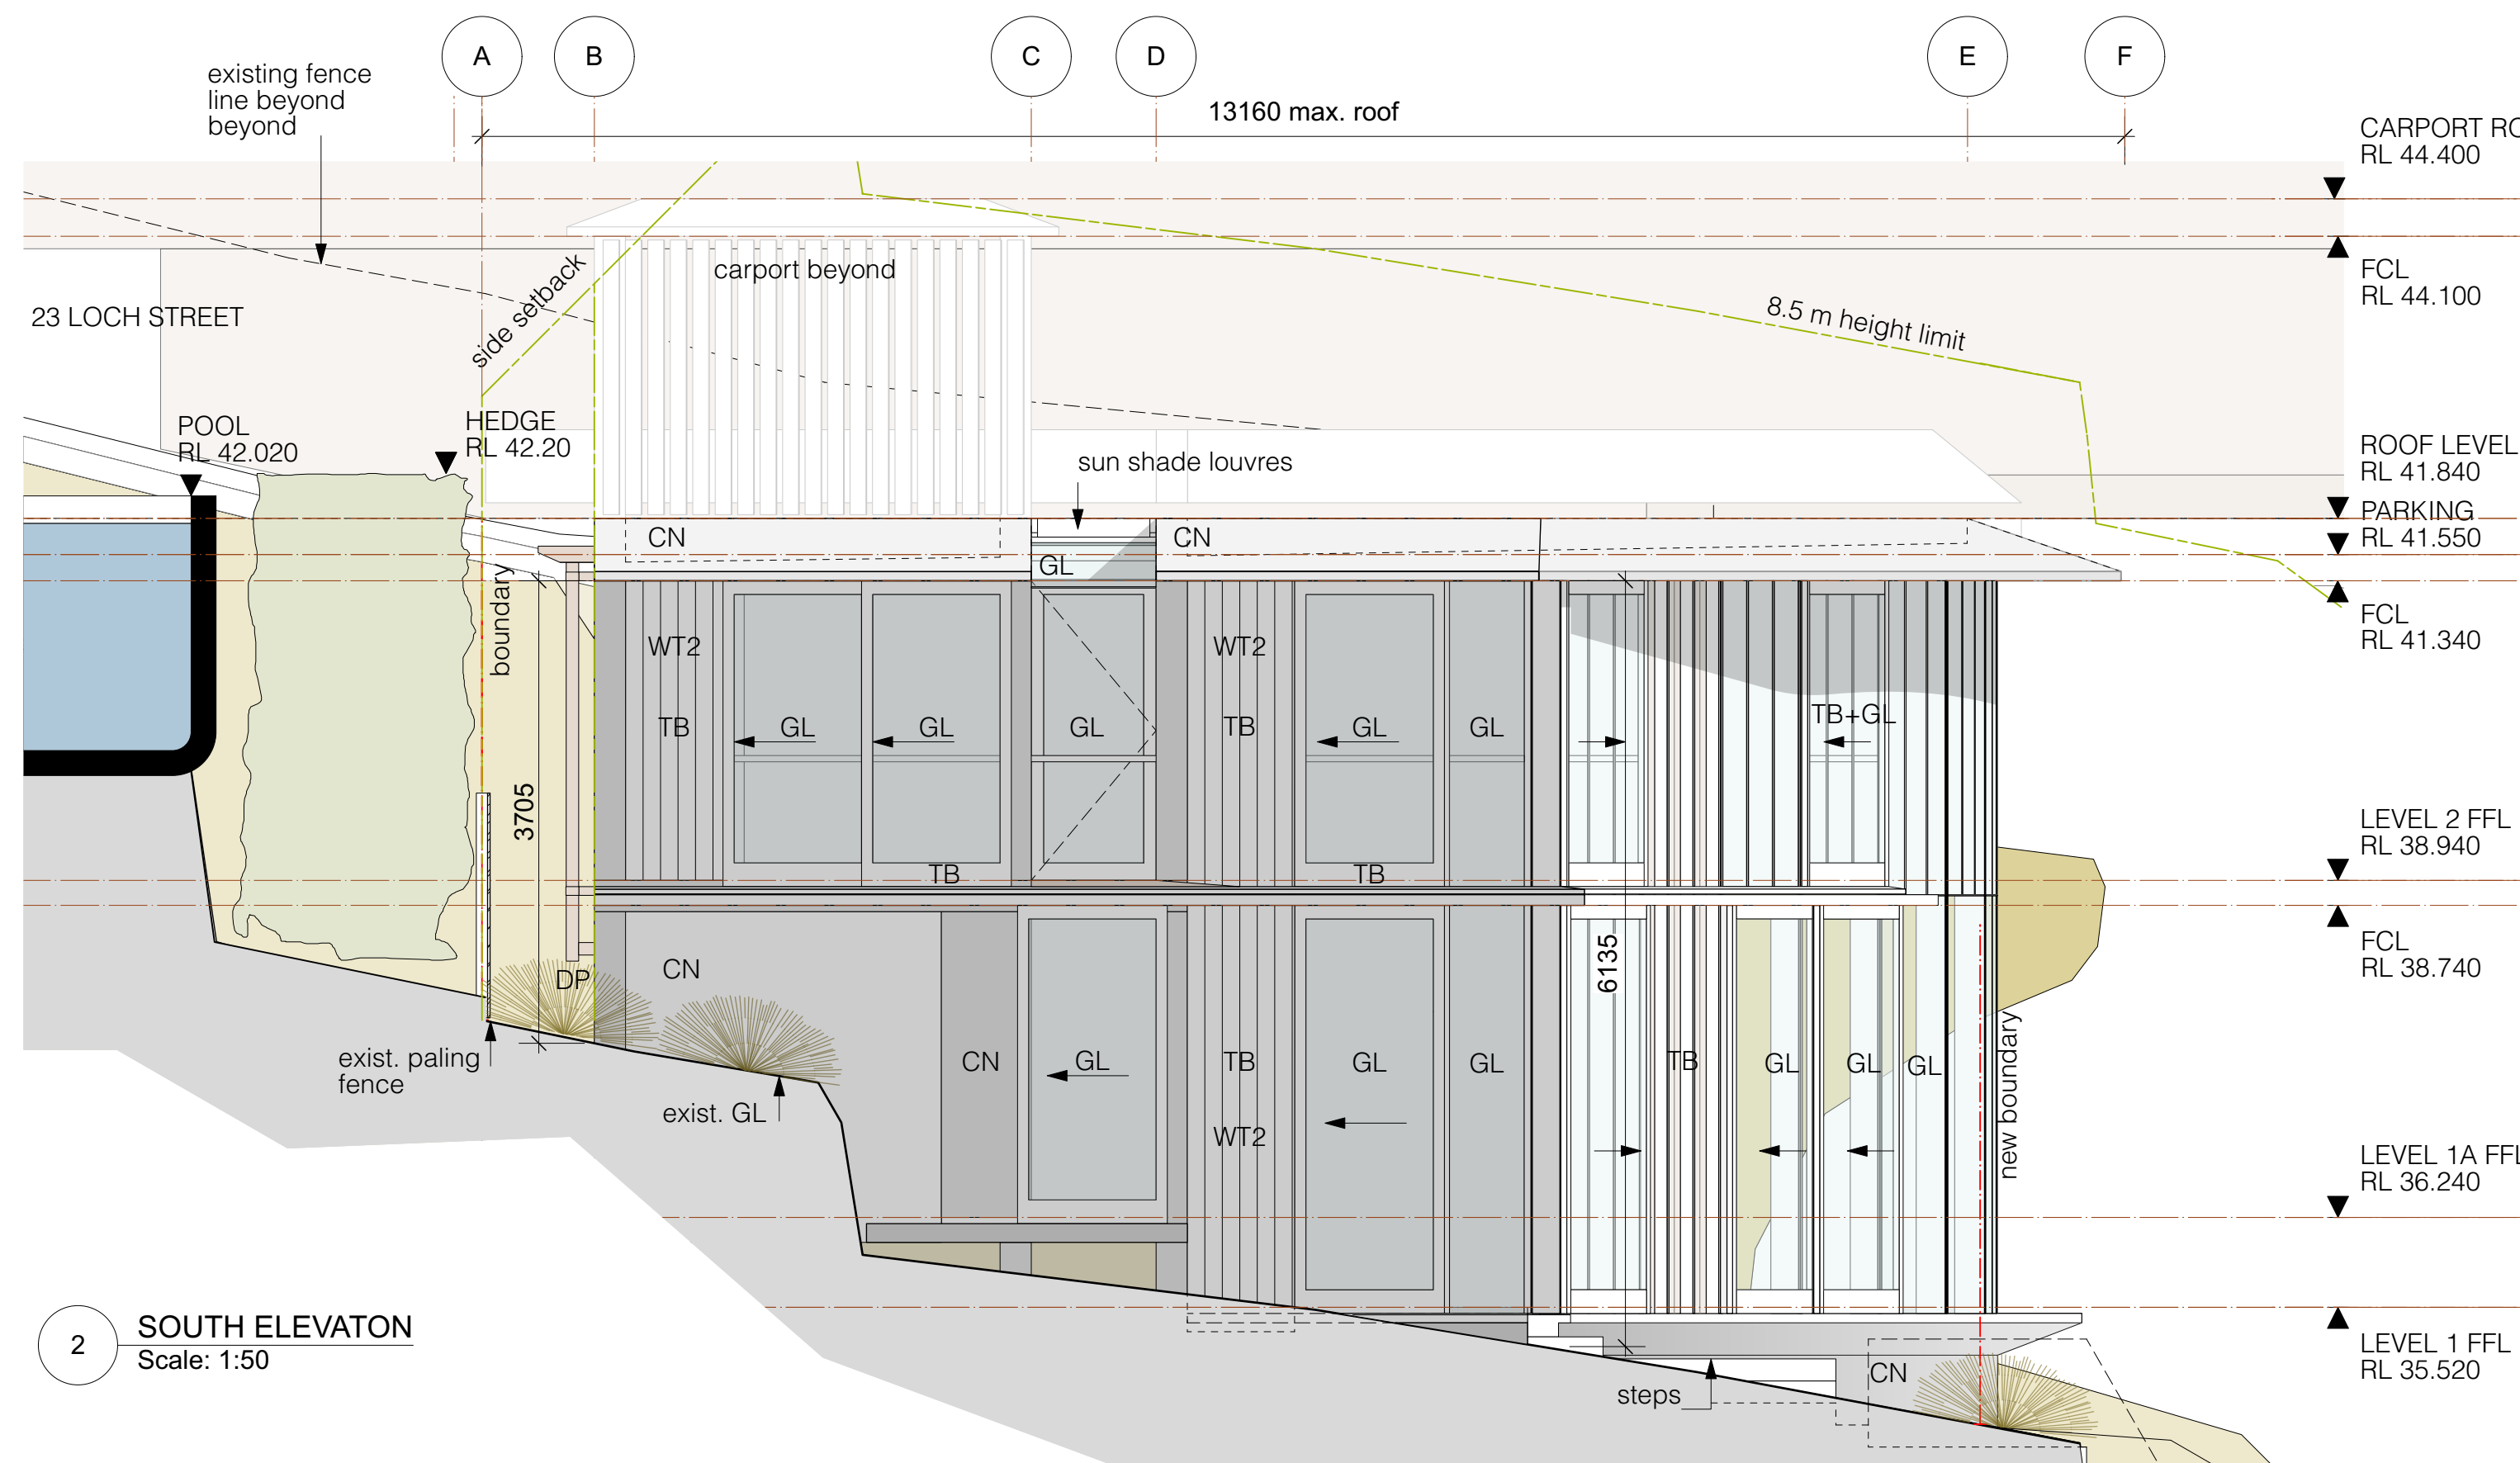 A
B
C
D
E
F
existing fence
line beyond
beyond
13160 max. roof
CARPORT RO
RL 44.400
carport beyond
FCL
RL 44.100
side setback
23 LOCH STREET
8.5 m height limit
POOL
RL 42.020
HEDGE
RL 42.20
sun shade louvres
ROOF LEVEL
RL 41.840
PARKING
RL 41.550
CN
GL
CN
FCL
RL 41.340
boundary
WT2
WT2
TB
GL
GL
GL
TB
GL
GL
TB+GL
3705
LEVEL 2 FFL
RL 38.940
TB
TB
FCL
RL 38.740
6135
DP
CN
exist. paling
fence
CN
GL
TB
GL
GL
TB
GL
GL
GL
new boundary
exist. GL
WT2
LEVEL 1A FFL
RL 36.240
2
SOUTH ELEVATON
Scale: 1:50
LEVEL 1 FFL
RL 35.520
steps
CN